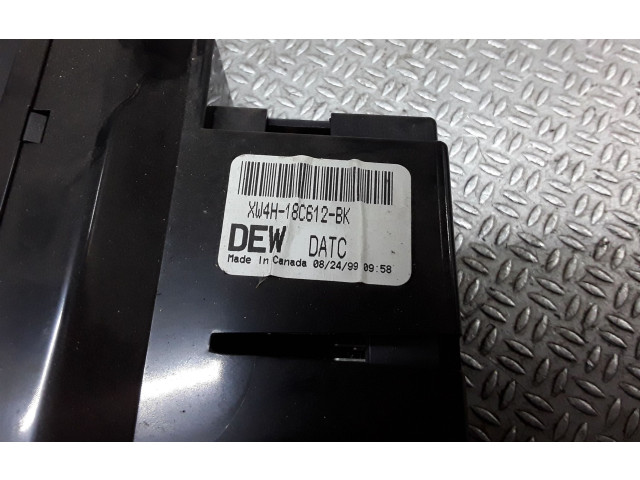 XW4H-18C612-BK
DEW DATC
Made In Canada 08/24/99 09:58